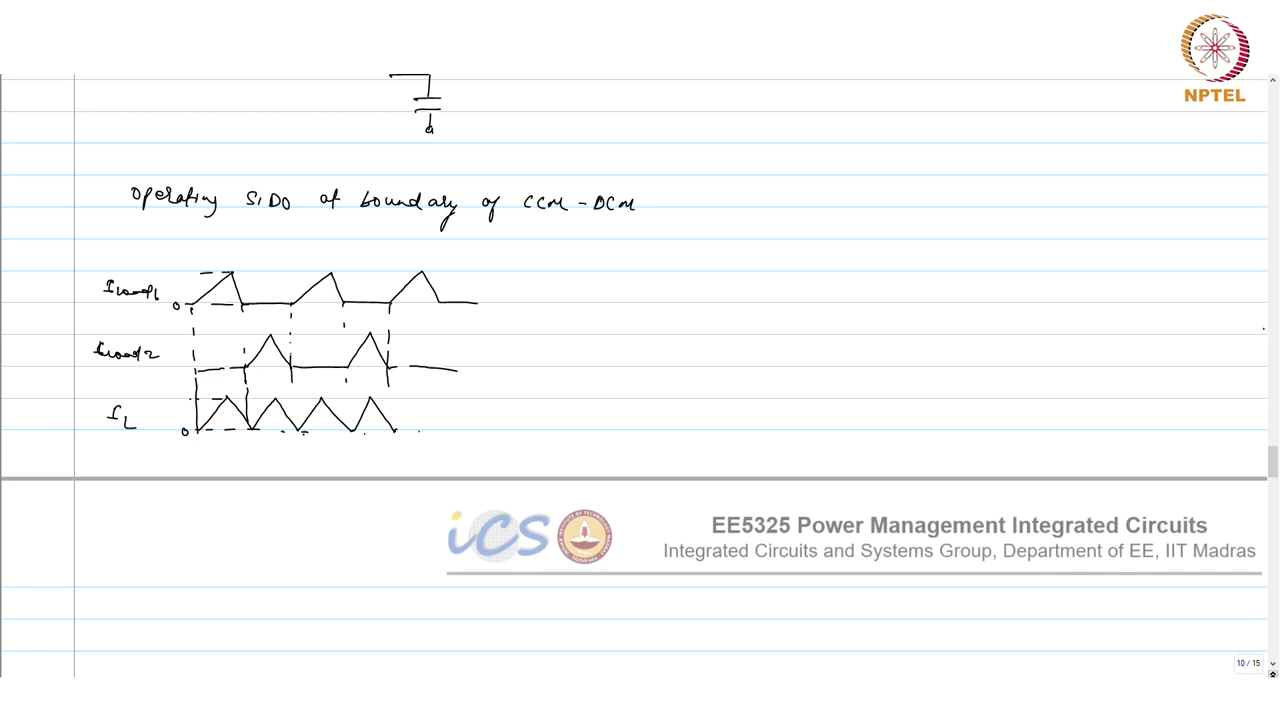 NPTEL
Operating SIDO at boundary of CCM - DCM
Iload1
0
Iload2
IL
0
iCS
EE5325 Power Management Integrated Circuits
Integrated Circuits and Systems Group, Department of EE, IIT Madras
10 / 15